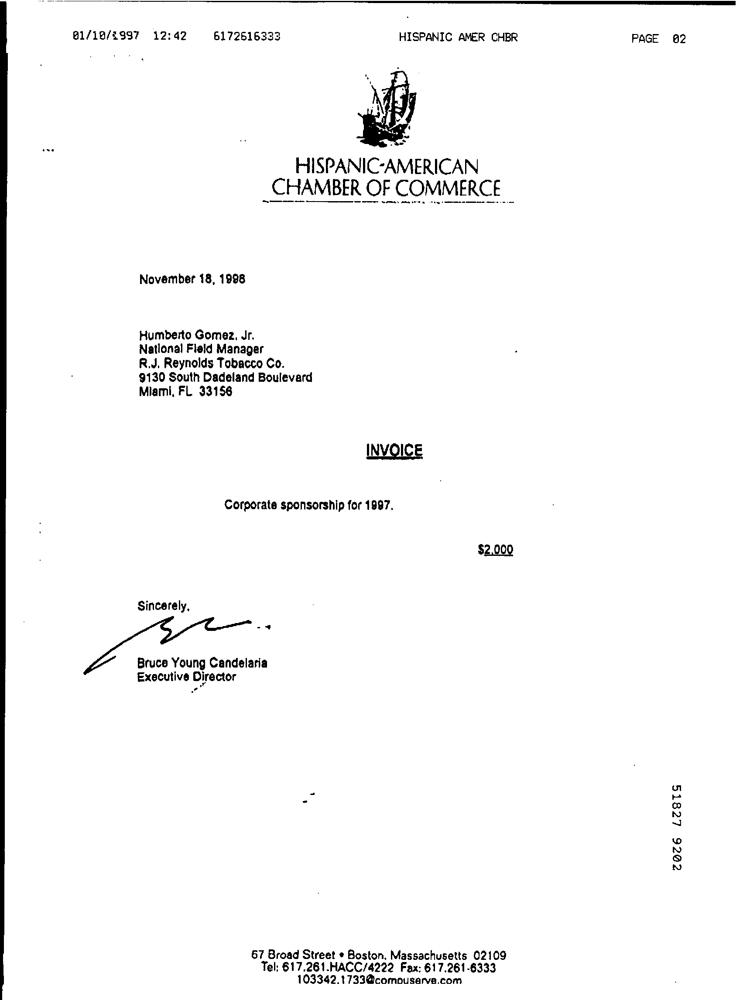 01/10/1997 12:42 6172616333 HISPANIC AMER CHBR PAGE 02
HISPANIC-AMERICAN
CHAMBER OF COMMERCE
November 18, 1996
Humberto Gomez, Jr.
National Field Manager
R.J. Reynolds Tobacco Co.
9130 South Dadeland Boulevard
Miami, FL 33156
INVOICE
Corporate sponsorship for 1997.
$2,000
Sincerely,
Bruce Young Candelaria
Executive Director
51827 9202
67 Broad Street • Boston, Massachusetts 02109
Tel: 617.261.HACC/4222 Fax: 617.261-6333
103342.1733@compuserve.com